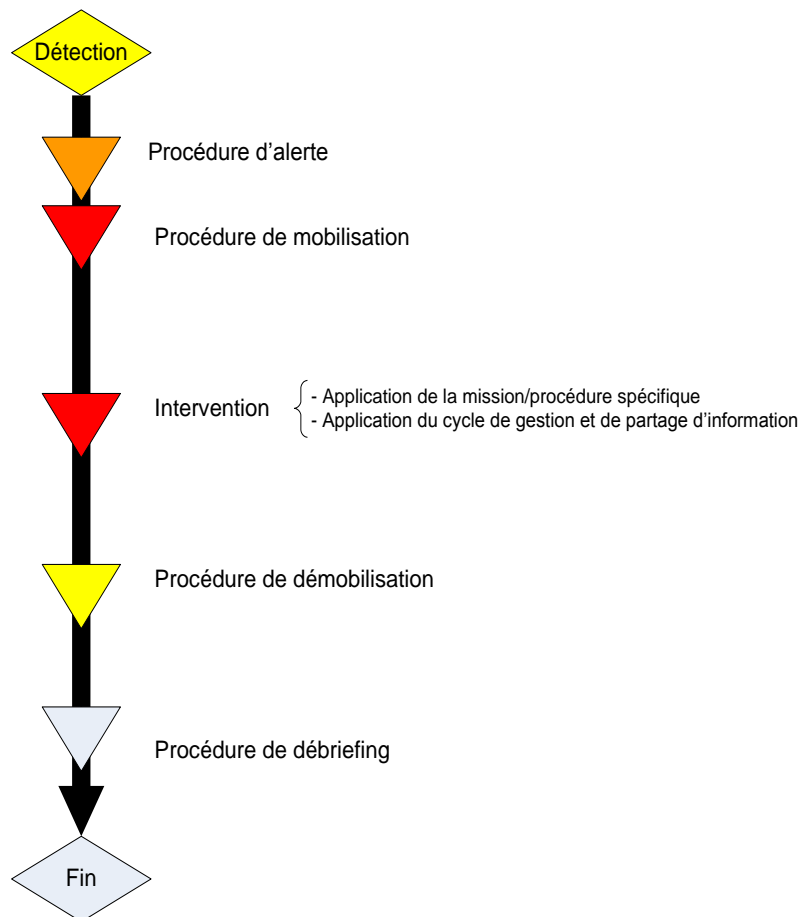 Détection
Procédure d’alerte
Procédure de mobilisation
Intervention
- Application de la mission/procédure spécifique
- Application du cycle de gestion et de partage d’information
Procédure de démobilisation
Procédure de débriefing
Fin